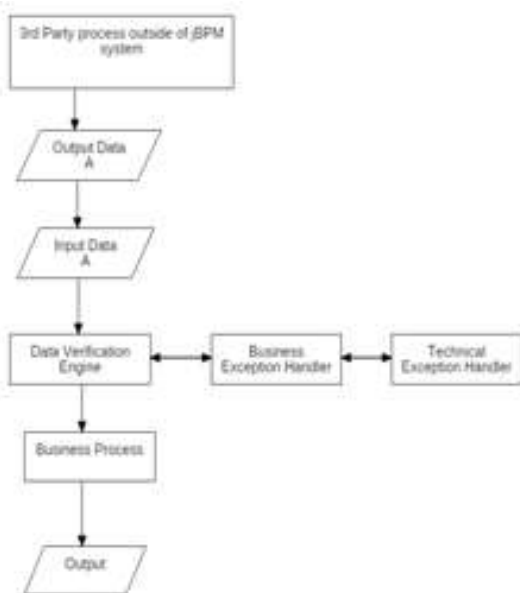 3rd Party process outside of jBPM
system
Output Data
A
Input Data
A
Data Verification
Engine
Business
Exception Handler
Technical
Exception Handler
Business Process
Output